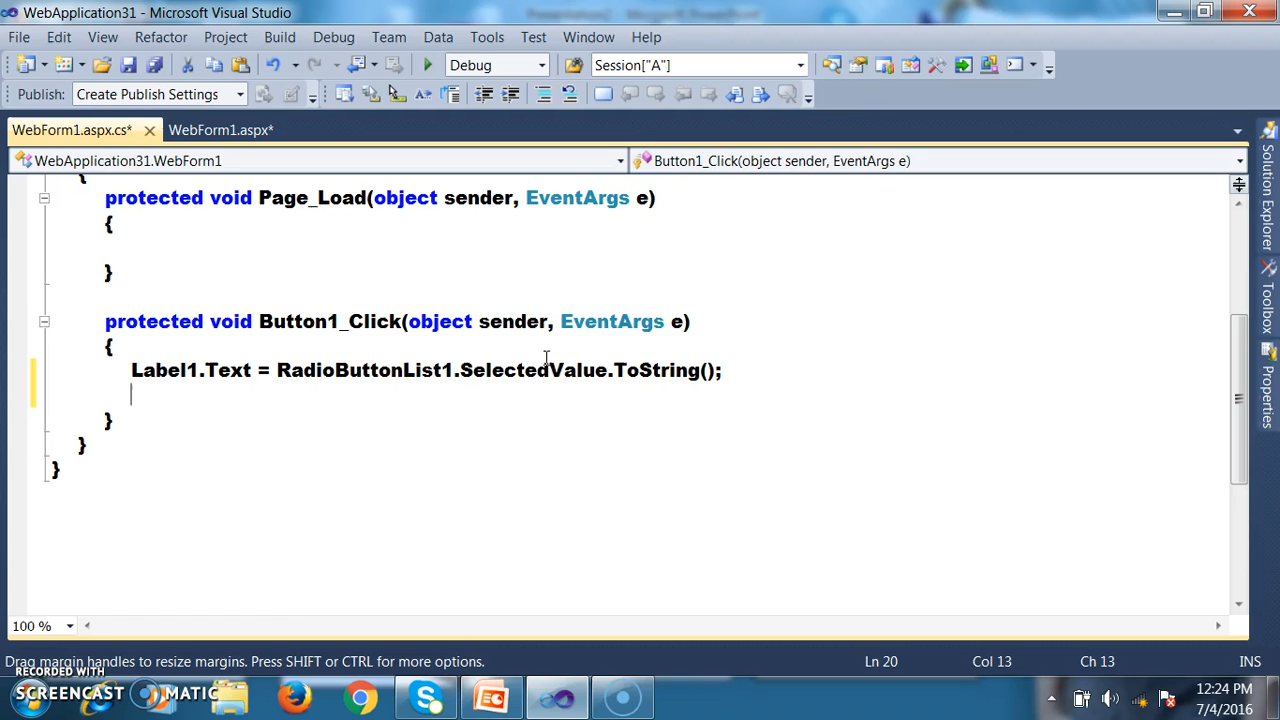 WebApplication31 - Microsoft Visual Studio
File Edit View Refactor Project Build Debug Team Data Tools Test Window Help
Debug Session["A"]
Publish: Create Publish Settings
WebForm1.aspx.cs* WebForm1.aspx*
WebApplication31.WebForm1 Button1_Click(object sender, EventArgs e)
{
protected void Page_Load(object sender, EventArgs e)
{
}
protected void Button1_Click(object sender, EventArgs e)
{
Label1.Text = RadioButtonList1.SelectedValue.ToString();
}
}
}
Solution Explorer
Toolbox
Properties
100 %
Drag margin handles to resize margins. Press SHIFT or CTRL for more options. Ln 20 Col 13 Ch 13 INS
RECORDED WITH
SCREENCAST MATIC
12:24 PM
7/4/2016